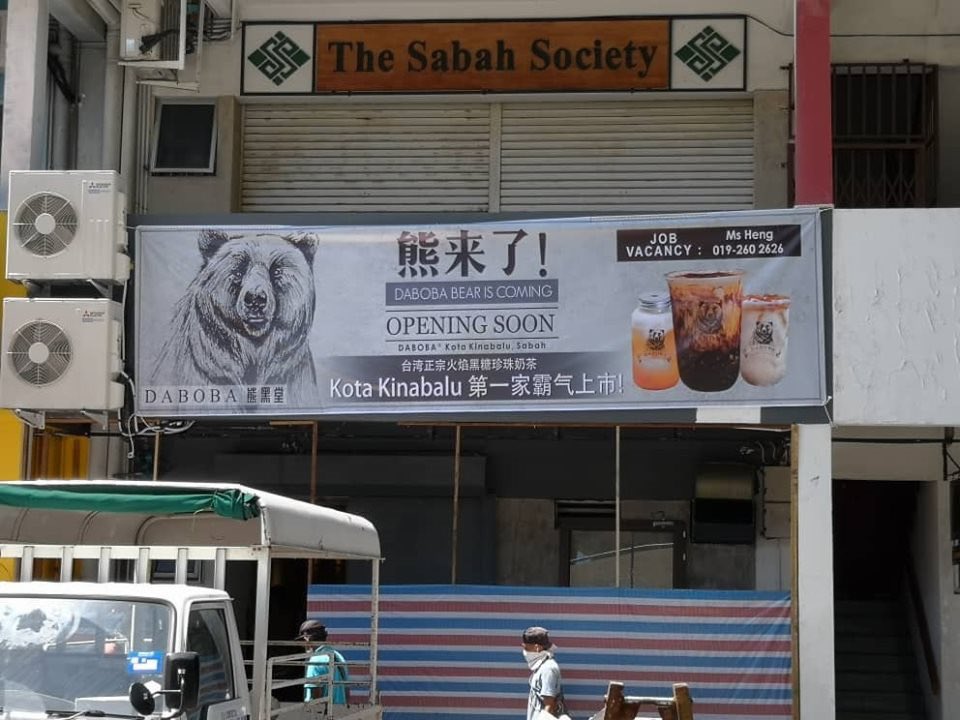 The Sabah Society
熊来了!
DABOBA BEAR IS COMING
OPENING SOON
DABOBA® Kota Kinabalu, Sabah
台湾正宗火焰黑糖珍珠奶茶
Kota Kinabalu 第一家霸气上市!
DABOBA 熊黑堂
JOB VACANCY :
Ms Heng
019-260 2626